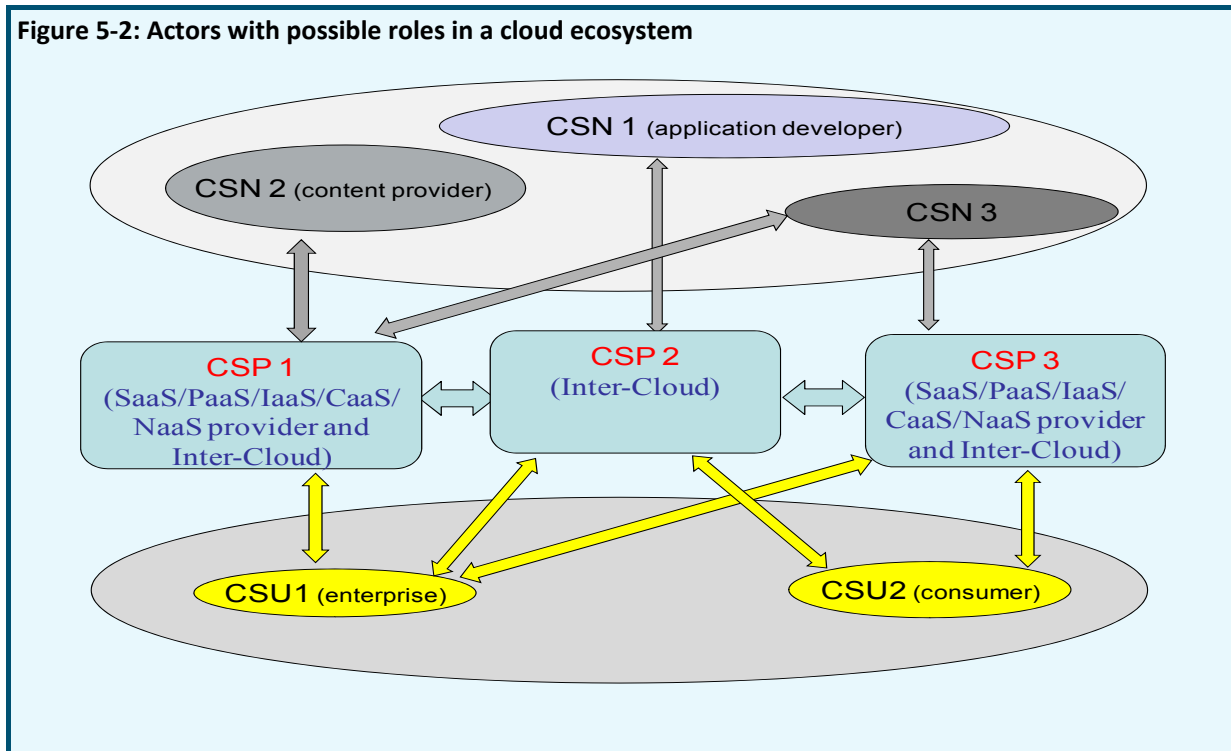 Figure 5-2: Actors with possible roles in a cloud ecosystem
CSN 1 (application developer)
CSN 2 (content provider)
CSN 3
CSP 1
(SaaS/PaaS/IaaS/CaaS/
NaaS provider and
Inter-Cloud)
CSP 2
(Inter-Cloud)
CSP 3
(SaaS/PaaS/IaaS/
CaaS/NaaS provider
and Inter-Cloud)
CSU1 (enterprise)
CSU2 (consumer)